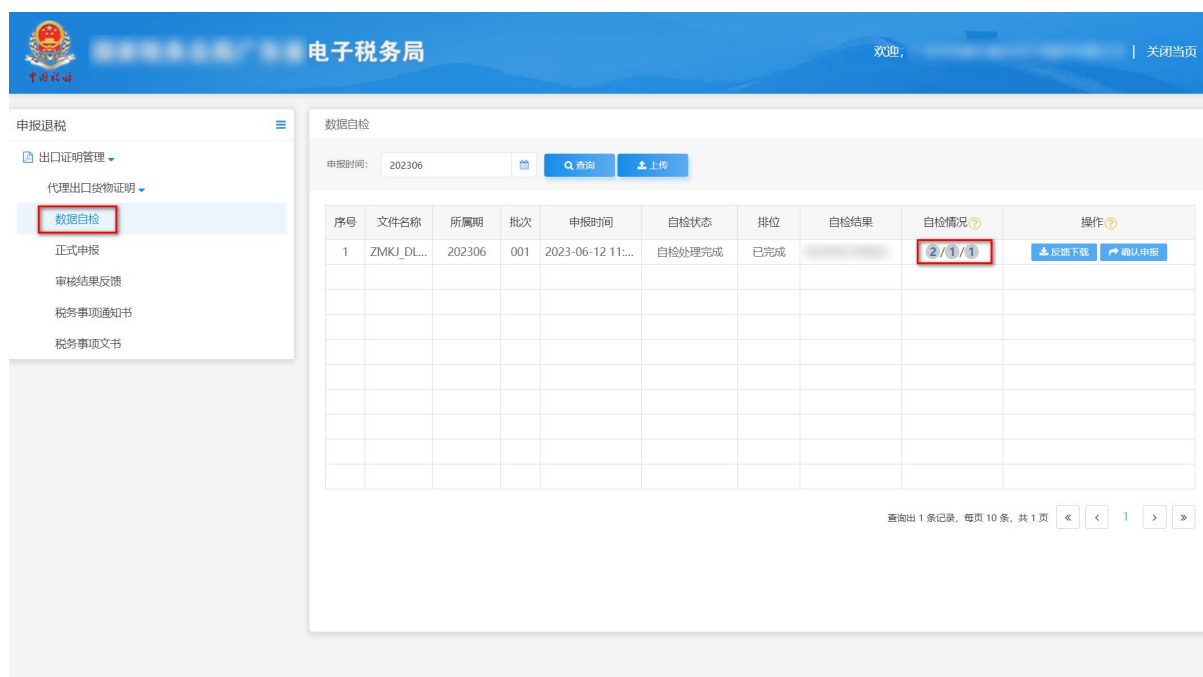 电子税务局
欢迎,
| 关闭当页
中国税务
申报退税
出口证明管理
代理出口货物证明
数据自检
正式申报
审核结果反馈
税务事项通知书
税务事项文书
数据自检
申报时间: 202306 查询 上传
序号 文件名称 所属期 批次 申报时间 自检状态 排位 自检结果 自检情况? 操作?
1 ZMKJ_DL... 202306 001 2023-06-12 11:... 自检处理完成 已完成 2/1/1 反馈下载 确认申报
查询出 1 条记录, 每页 10 条, 共 1 页 « < 1 > »